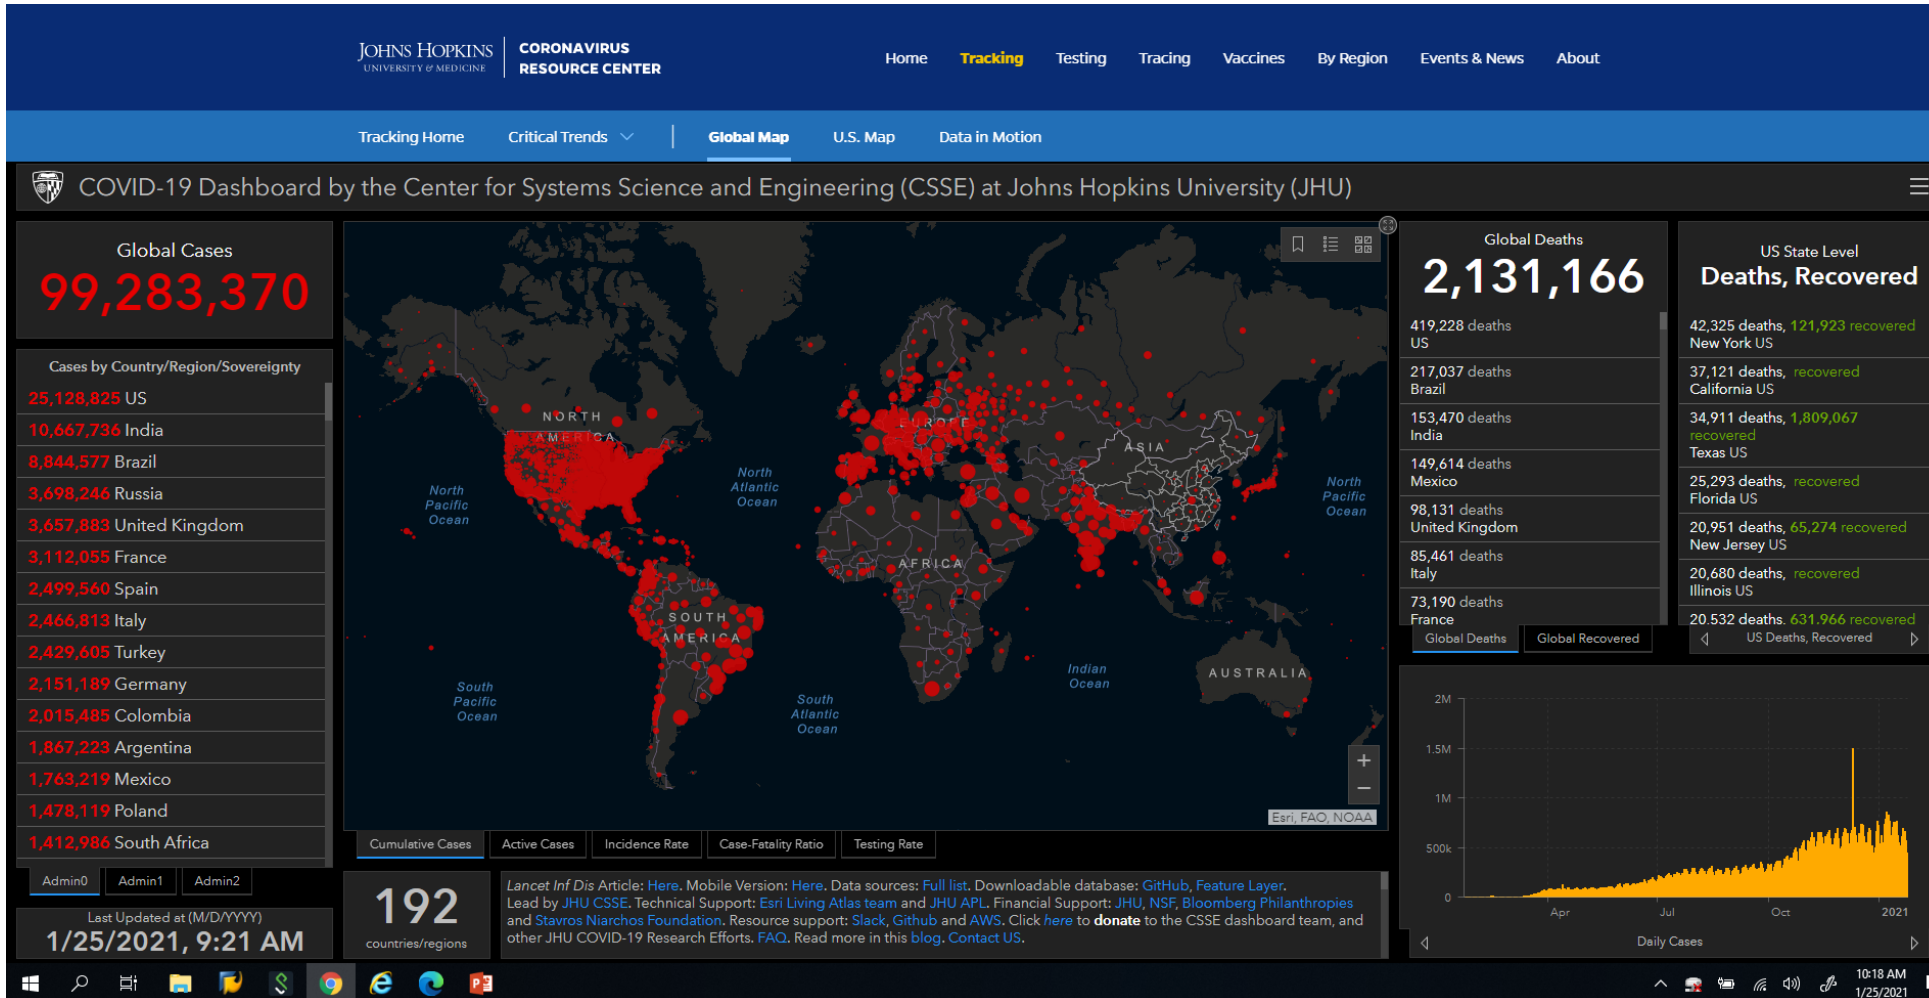 JOHNS HOPKINS
UNIVERSITY & MEDICINE
CORONAVIRUS
RESOURCE CENTER
Home Tracking Testing Tracing Vaccines By Region Events & News About
Tracking Home Critical Trends Global Map U.S. Map Data in Motion
COVID-19 Dashboard by the Center for Systems Science and Engineering (CSSE) at Johns Hopkins University (JHU)
Global Cases
99,283,370
Cases by Country/Region/Sovereignty
25,128,825 US
10,667,736 India
8,844,577 Brazil
3,698,246 Russia
3,657,883 United Kingdom
3,112,055 France
2,499,560 Spain
2,466,813 Italy
2,429,605 Turkey
2,151,189 Germany
2,015,485 Colombia
1,867,223 Argentina
1,763,219 Mexico
1,478,119 Poland
1,412,986 South Africa
Admin0 Admin1 Admin2
Last Updated at (M/D/YYYY)
1/25/2021, 9:21 AM
NORTH
AMERICA
EUROPE
ASIA
North
Pacific
Ocean
North
Atlantic
Ocean
North
Pacific
Ocean
AFRICA
SOUTH
AMERICA
South
Pacific
Ocean
South
Atlantic
Ocean
Indian
Ocean
AUSTRALIA
+
−
Esri, FAO, NOAA
Cumulative Cases Active Cases Incidence Rate Case-Fatality Ratio Testing Rate
192
countries/regions
Lancet Inf Dis Article: Here. Mobile Version: Here. Data sources: Full list. Downloadable database: GitHub, Feature Layer.
Lead by JHU CSSE. Technical Support: Esri Living Atlas team and JHU APL. Financial Support: JHU, NSF, Bloomberg Philanthropies
and Stavros Niarchos Foundation. Resource support: Slack, Github and AWS. Click here to donate to the CSSE dashboard team, and
other JHU COVID-19 Research Efforts. FAQ. Read more in this blog. Contact US.
Global Deaths
2,131,166
419,228 deaths
US
217,037 deaths
Brazil
153,470 deaths
India
149,614 deaths
Mexico
98,131 deaths
United Kingdom
85,461 deaths
Italy
73,190 deaths
France
Global Deaths Global Recovered
US State Level
Deaths, Recovered
42,325 deaths, 121,923 recovered
New York US
37,121 deaths, recovered
California US
34,911 deaths, 1,809,067
recovered
Texas US
25,293 deaths, recovered
Florida US
20,951 deaths, 65,274 recovered
New Jersey US
20,680 deaths, recovered
Illinois US
20,532 deaths, 631,966 recovered
US Deaths, Recovered
2M
1.5M
1M
500k
0
Apr Jul Oct 2021
Daily Cases
10:18 AM
1/25/2021